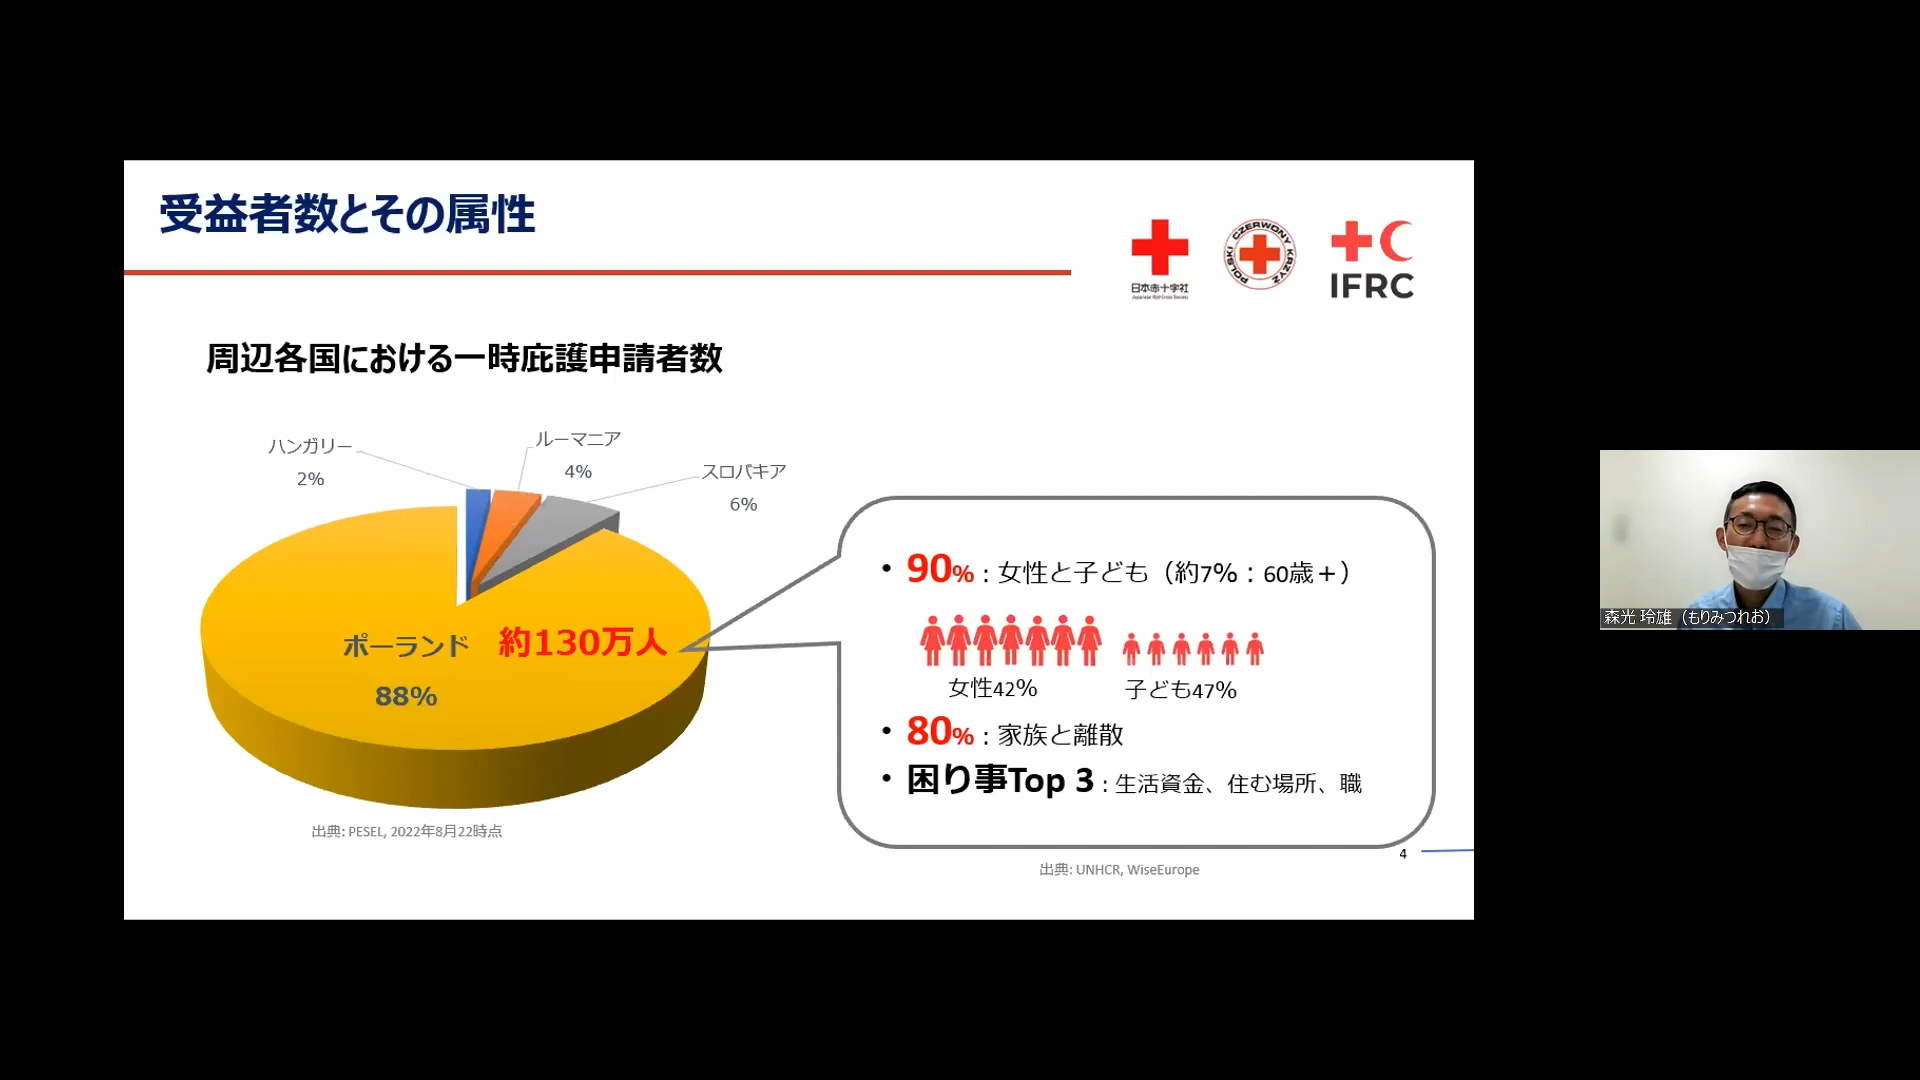 受益者数とその属性
日本赤十字社
Japanese Red Cross Society
POLSKI CZERWONY KRZYŻ
IFRC
周辺各国における一時庇護申請者数
ハンガリー
2%
ルーマニア
4%
スロバキア
6%
ポーランド 約130万人
88%
出典: PESEL, 2022年8月22時点
• 90%：女性と子ども（約7%：60歳＋）
女性42%
子ども47%
• 80%：家族と離散
• 困り事Top 3：生活資金、住む場所、職
出典: UNHCR, WiseEurope
4
森光 玲雄（もりみつれお）